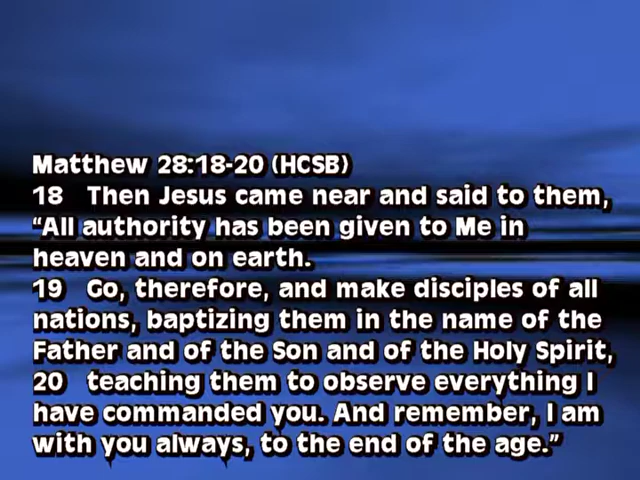 Matthew 28:18-20 (HCSB)
18 Then Jesus came near and said to them,
“All authority has been given to Me in
heaven and on earth.
19 Go, therefore, and make disciples of all
nations, baptizing them in the name of the
Father and of the Son and of the Holy Spirit,
20 teaching them to observe everything I
have commanded you. And remember, I am
with you always, to the end of the age.”